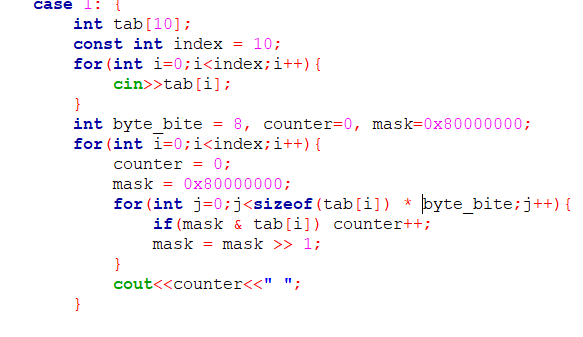 case 1: {
int tab[10];
const int index = 10;
for(int i=0;i<index;i++){
cin>>tab[i];
}
int byte_bite = 8, counter=0, mask=0x80000000;
for(int i=0;i<index;i++){
counter = 0;
mask = 0x80000000;
for(int j=0;j<sizeof(tab[i]) * byte_bite;j++){
if(mask & tab[i]) counter++;
mask = mask >> 1;
}
cout<<counter<<" ";
}